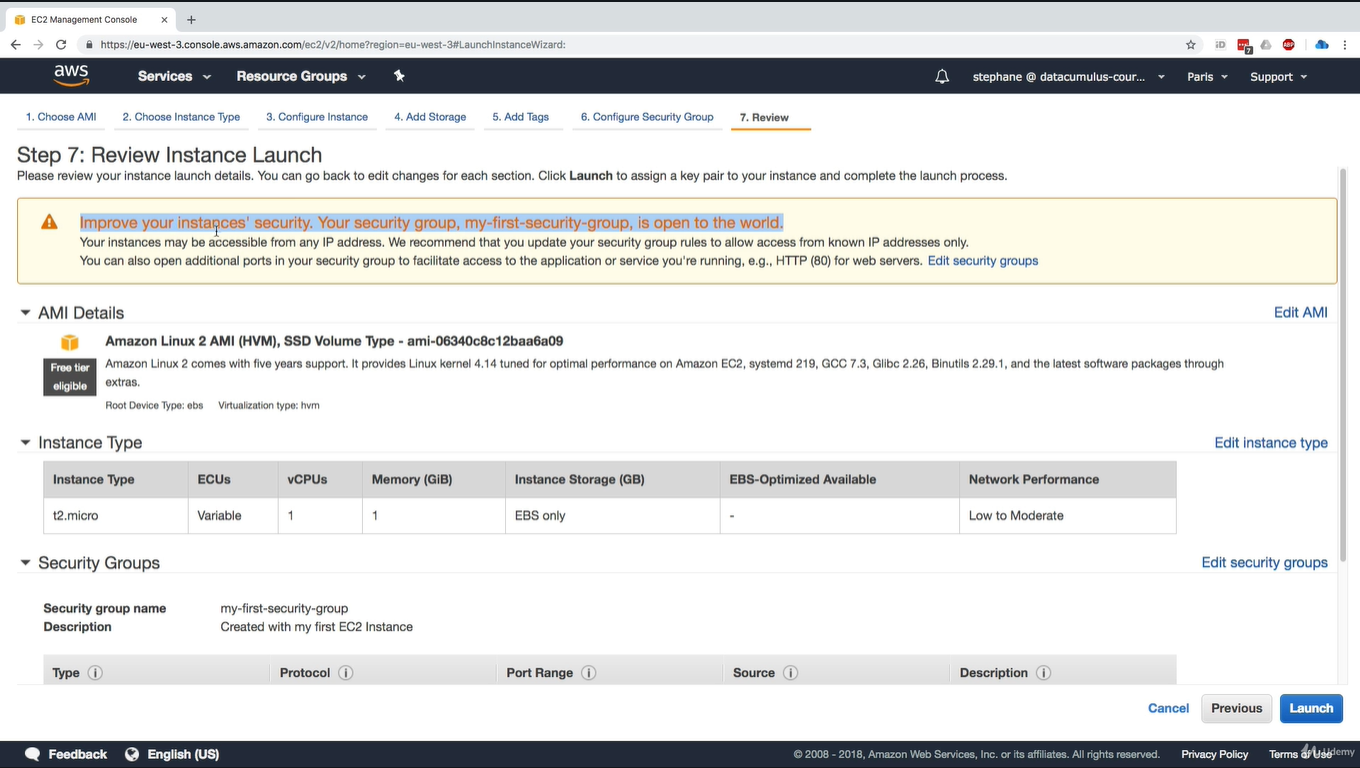 EC2 Management Console
https://eu-west-3.console.aws.amazon.com/ec2/v2/home?region=eu-west-3#LaunchInstanceWizard:
iD
7
ABP
aws
Services
Resource Groups
stephane @ datacumulus-cour...
Paris
Support
1. Choose AMI
2. Choose Instance Type
3. Configure Instance
4. Add Storage
5. Add Tags
6. Configure Security Group
7. Review
Step 7: Review Instance Launch
Please review your instance launch details. You can go back to edit changes for each section. Click Launch to assign a key pair to your instance and complete the launch process.
Improve your instances' security. Your security group, my-first-security-group, is open to the world.
Your instances may be accessible from any IP address. We recommend that you update your security group rules to allow access from known IP addresses only.
You can also open additional ports in your security group to facilitate access to the application or service you're running, e.g., HTTP (80) for web servers. Edit security groups
AMI Details
Edit AMI
Amazon Linux 2 AMI (HVM), SSD Volume Type - ami-06340c8c12baa6a09
Free tier
eligible
Amazon Linux 2 comes with five years support. It provides Linux kernel 4.14 tuned for optimal performance on Amazon EC2, systemd 219, GCC 7.3, Glibc 2.26, Binutils 2.29.1, and the latest software packages through
extras.
Root Device Type: ebs Virtualization type: hvm
Instance Type
Edit instance type
Instance Type ECUs vCPUs Memory (GiB) Instance Storage (GB) EBS-Optimized Available Network Performance
t2.micro Variable 1 1 EBS only - Low to Moderate
Security Groups
Edit security groups
Security group name my-first-security-group
Description Created with my first EC2 Instance
Type Protocol Port Range Source Description
Cancel
Previous
Launch
Feedback
English (US)
© 2008 - 2018, Amazon Web Services, Inc. or its affiliates. All rights reserved.
Privacy Policy
Terms of Use
Udemy